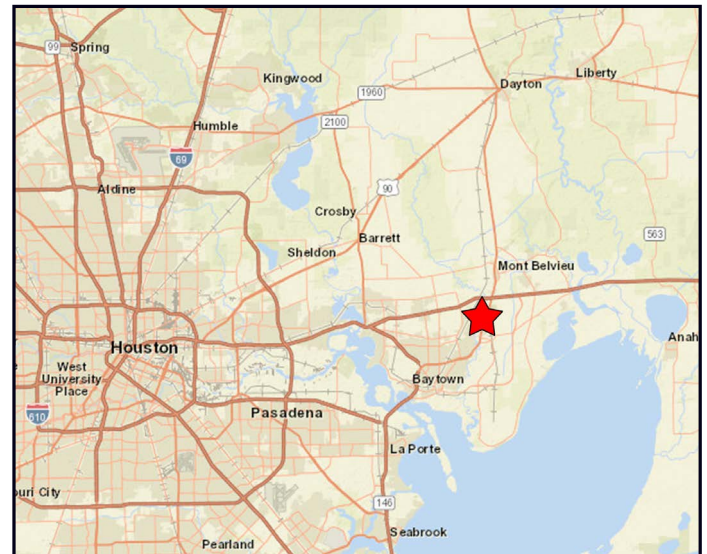 99
Spring
Kingwood
1960
Dayton
Liberty
2100
Humble
69
Aldine
90
Crosby
Barrett
563
Sheldon
Mont Belvieu
Houston
Anah
West
University
Place
Baytown
610
Pasadena
La Porte
ouri City
146
Seabrook
Pearland